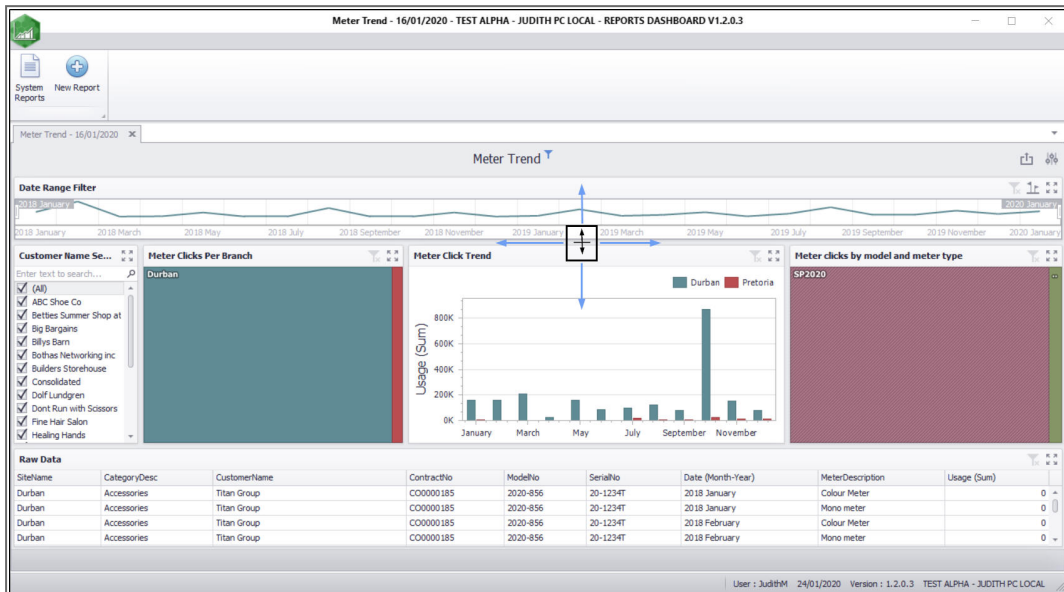 Meter Trend - 16/01/2020 - TEST ALPHA - JUDITH PC LOCAL - REPORTS DASHBOARD V1.2.0.3
System Reports
New Report
Meter Trend - 16/01/2020
Meter Trend
Date Range Filter
2018 January 2020 January
2018 January 2018 March 2018 May 2018 July 2018 September 2018 November 2019 January 2019 March 2019 May 2019 July 2019 September 2019 November 2020 January
Customer Name Se...
Enter text to search...
(All)
ABC Shoe Co
Betties Summer Shop at
Big Bargains
Billys Barn
Bothas Networking inc
Builders Storehouse
Consolidated
Dolf Lundgren
Dont Run with Scissors
Fine Hair Salon
Healing Hands
Meter Clicks Per Branch
Durban
Meter Click Trend
Durban Pretoria
Usage (Sum)
800K
600K
400K
200K
0K
January March May July September November
Meter clicks by model and meter type
SP2020
Raw Data
SiteName CategoryDesc CustomerName ContractNo ModelNo SerialNo Date (Month-Year) MeterDescription Usage (Sum)
Durban Accessories Titan Group CO0000185 2020-856 20-1234T 2018 January Colour Meter 0
Durban Accessories Titan Group CO0000185 2020-856 20-1234T 2018 January Mono meter 0
Durban Accessories Titan Group CO0000185 2020-856 20-1234T 2018 February Colour Meter 0
Durban Accessories Titan Group CO0000185 2020-856 20-1234T 2018 February Mono meter 0
User : JudithM 24/01/2020 Version : 1.2.0.3 TEST ALPHA - JUDITH PC LOCAL